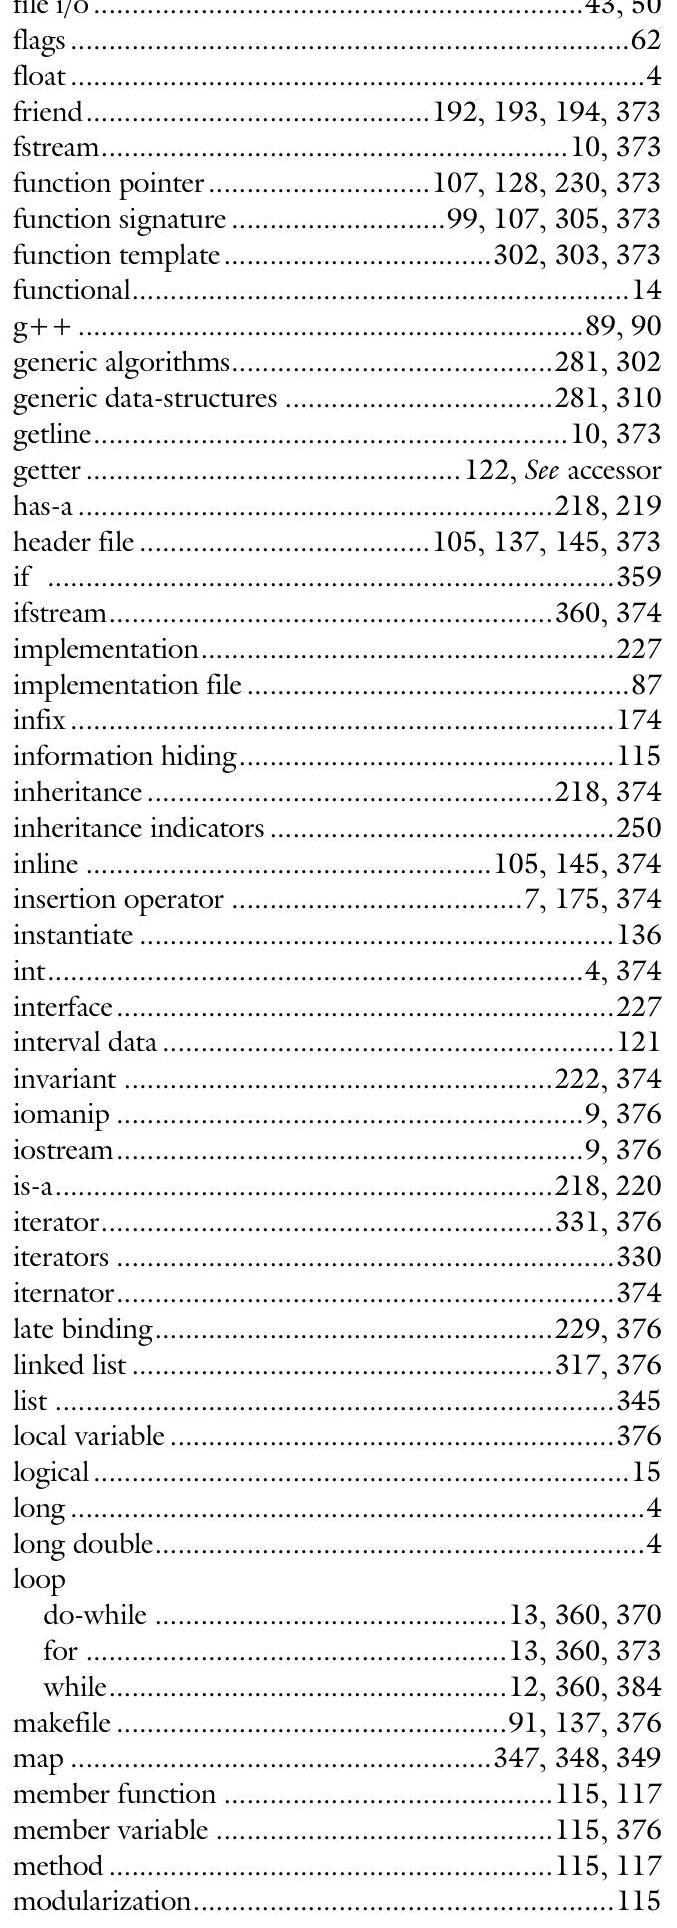 file i/o ........................................................... 43, 50
flags .................................................................... 62
float ..................................................................... 4
friend ......................................... 192, 193, 194, 373
fstream ........................................................ 10, 373
function pointer .......................... 107, 128, 230, 373
function signature ......................... 99, 107, 305, 373
function template ................................ 302, 303, 373
functional ............................................................ 14
g++ ............................................................. 89, 90
generic algorithms ...................................... 281, 302
generic data-structures ................................ 281, 310
getline ......................................................... 10, 373
getter ............................................. 122, See accessor
has-a ......................................................... 218, 219
header file ................................... 105, 137, 145, 373
if .................................................................... 359
ifstream ..................................................... 360, 374
implementation .................................................. 227
implementation file .............................................. 87
infix ................................................................. 174
information hiding ............................................. 115
inheritance ................................................. 218, 374
inheritance indicators ......................................... 250
inline ................................................. 105, 145, 374
insertion operator ................................... 7, 175, 374
instantiate ......................................................... 136
int ................................................................ 4, 374
interface ............................................................ 227
interval data ...................................................... 121
invariant .................................................... 222, 374
iomanip ........................................................ 9, 376
iostream ........................................................ 9, 376
is-a ............................................................ 218, 220
iterator ...................................................... 331, 376
iterators ............................................................ 330
iternator ............................................................ 374
late binding ................................................ 229, 376
linked list ................................................... 317, 376
list ................................................................... 345
local variable ..................................................... 376
logical ................................................................ 15
long .................................................................... 4
long double .......................................................... 4
loop
do-while .......................................... 13, 360, 370
for .................................................. 13, 360, 373
while ............................................... 12, 360, 384
makefile ............................................... 91, 137, 376
map .................................................. 347, 348, 349
member function ........................................ 115, 117
member variable ......................................... 115, 376
method ...................................................... 115, 117
modularization ................................................... 115